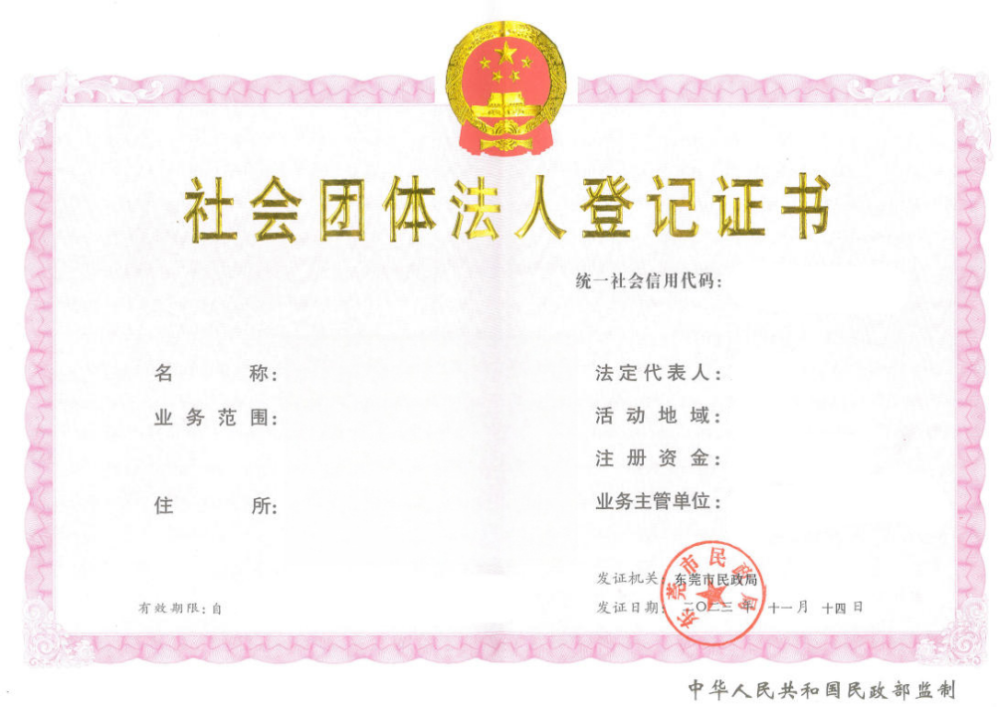 社会团体法人登记证书
统一社会信用代码：
名称：
业务范围：
住所：
法定代表人：
活动地域：
注册资金：
业务主管单位：
发证机关：东莞市民政局
发证日期：二〇二三年十一月十四日
东莞市民政局
有效期限：自
中华人民共和国民政部监制